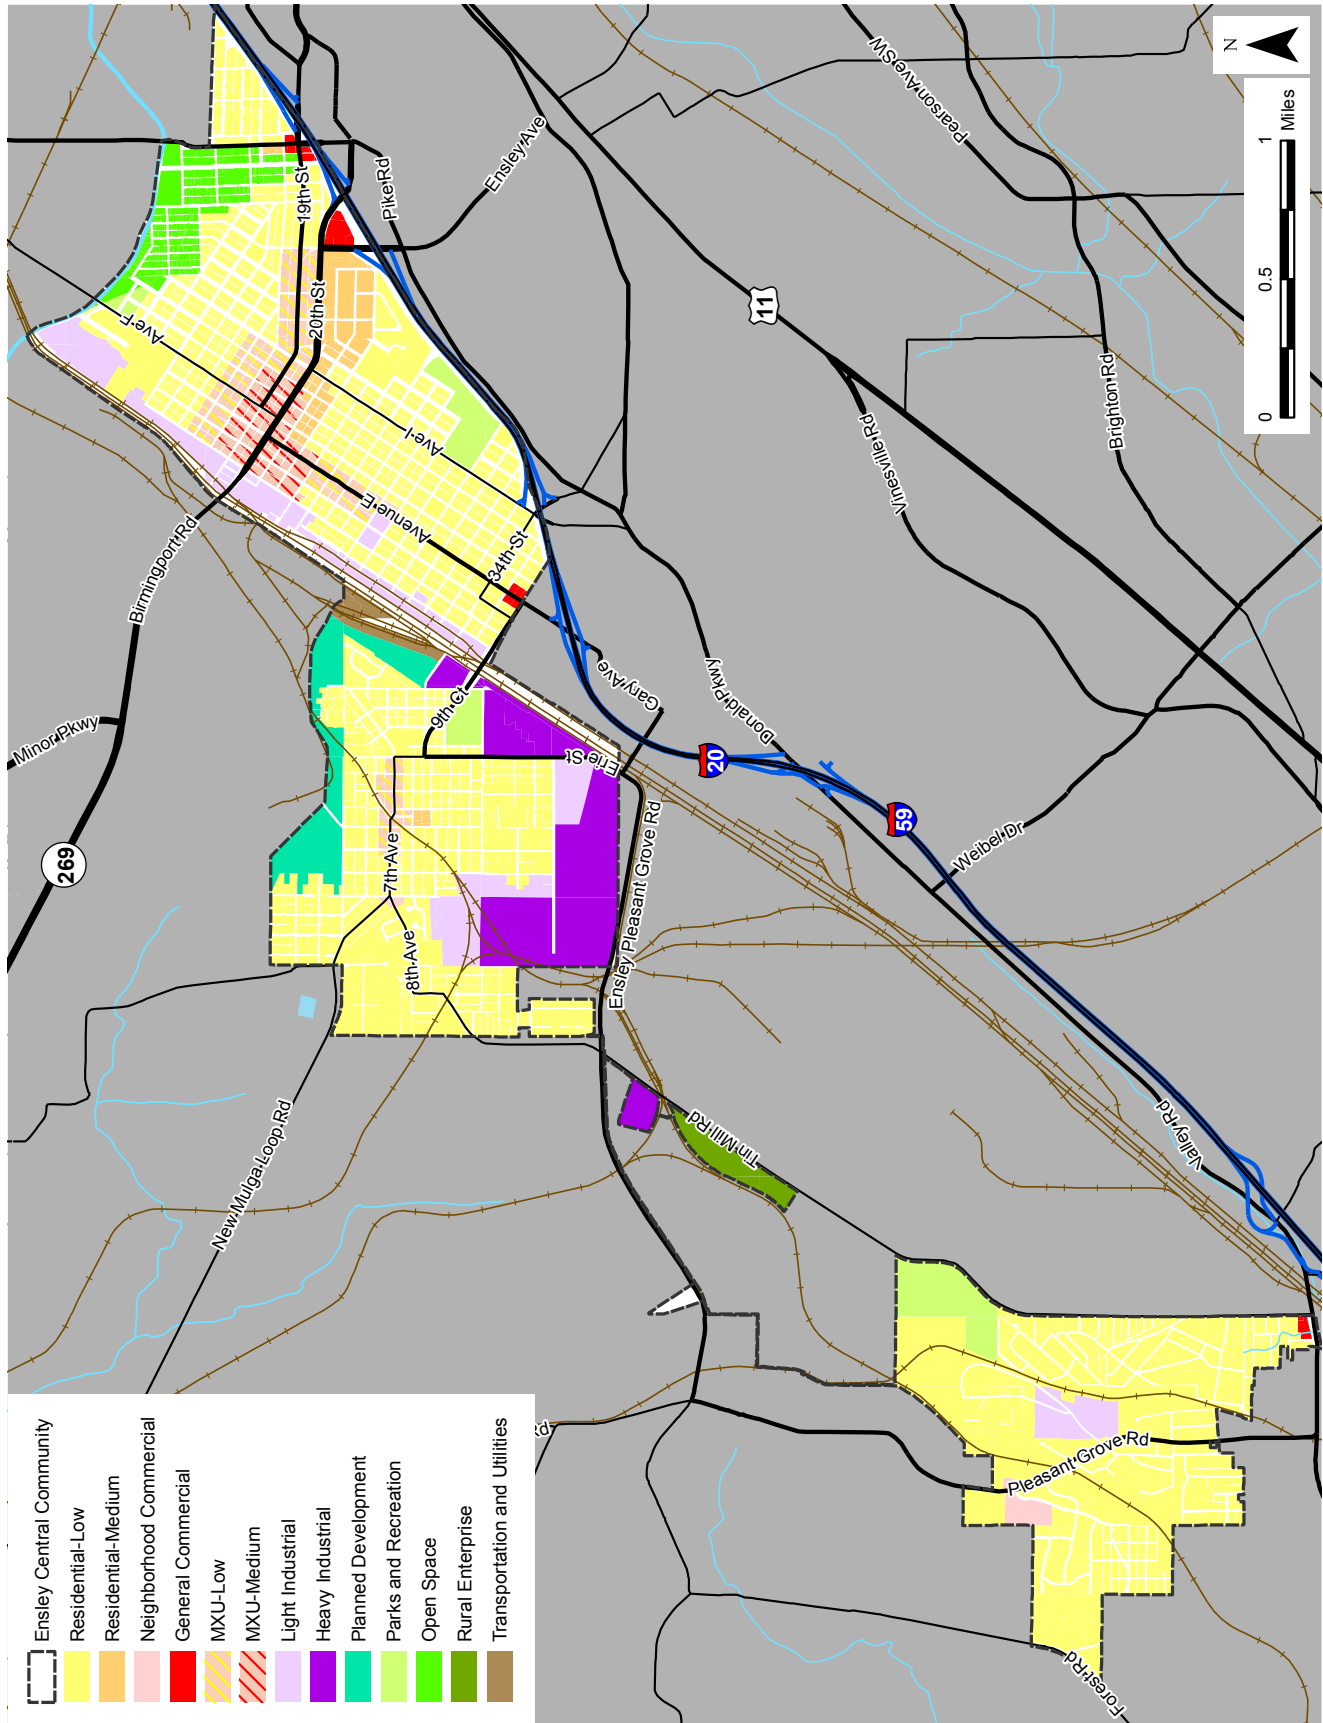 Ensley Central Community
Residential-Low
Residential-Medium
Neighborhood Commercial
General Commercial
MXU-Low
MXU-Medium
Light Industrial
Heavy Industrial
Planned Development
Parks and Recreation
Open Space
Rural Enterprise
Transportation and Utilities
269
Minor Pkwy
Birmingport Rd
New Mulga Loop Rd
Rd
Ave F
19th St
20th St
Pike Rd
Ensley Ave
Ave I
Avenue E
34th St
9th Ct
7th Ave
8th Ave
Erie St
Gary Ave
Ensley Pleasant Grove Rd
Donald Pkwy
20
59
11
Pearson Ave SW
Vinesville Rd
Brighton Rd
Weibel Dr
Tin Mill Rd
Valley Rd
Pleasant Grove Rd
Forest Rd
N
0 0.5 1
Miles